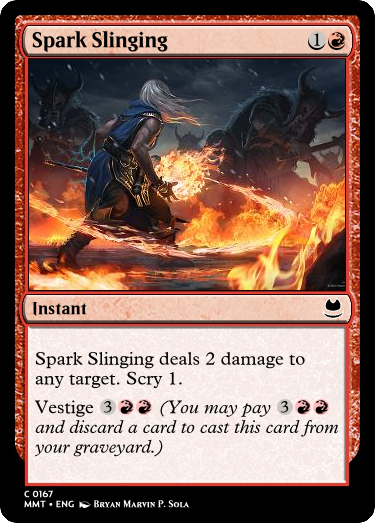 Spark Slinging 1
Instant
Spark Slinging deals 2 damage to
any target. Scry 1.
Vestige 3 (You may pay 3
and discard a card to cast this card from
your graveyard.)
C 0167
MMT • ENG Bryan Marvin P. Sola